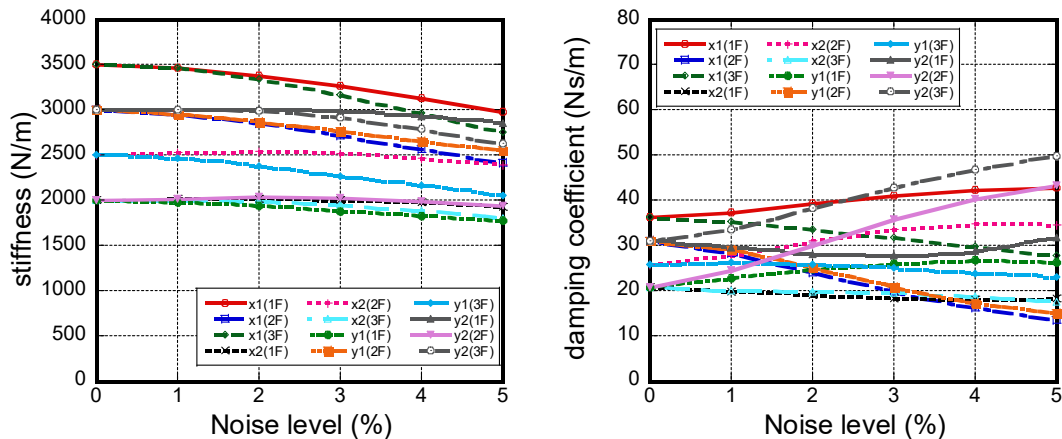 4000
3500
3000
2500
2000
1500
1000
500
0
stiffness (N/m)
x1(1F) x2(2F) y1(3F)
x1(2F) x2(3F) y2(1F)
x1(3F) y1(1F) y2(2F)
x2(1F) y1(2F) y2(3F)
0 1 2 3 4 5
Noise level (%)
80
70
60
50
40
30
20
10
0
damping coefficient (Ns/m)
x1(1F) x2(2F) y1(3F)
x1(2F) x2(3F) y2(1F)
x1(3F) y1(1F) y2(2F)
x2(1F) y1(2F) y2(3F)
0 1 2 3 4 5
Noise level (%)